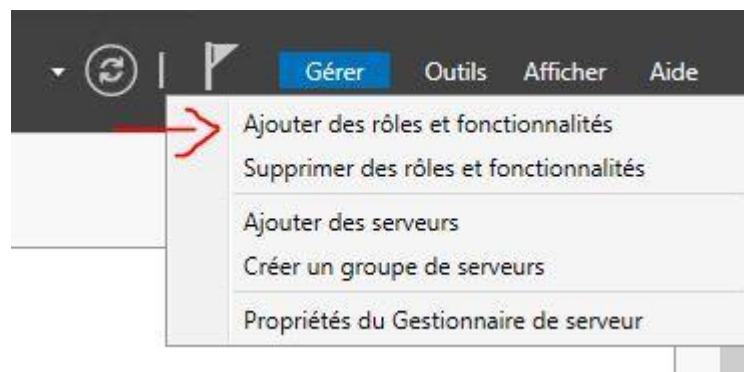 Gérer Outils Afficher Aide
Ajouter des rôles et fonctionnalités
Supprimer des rôles et fonctionnalités
Ajouter des serveurs
Créer un groupe de serveurs
Propriétés du Gestionnaire de serveur